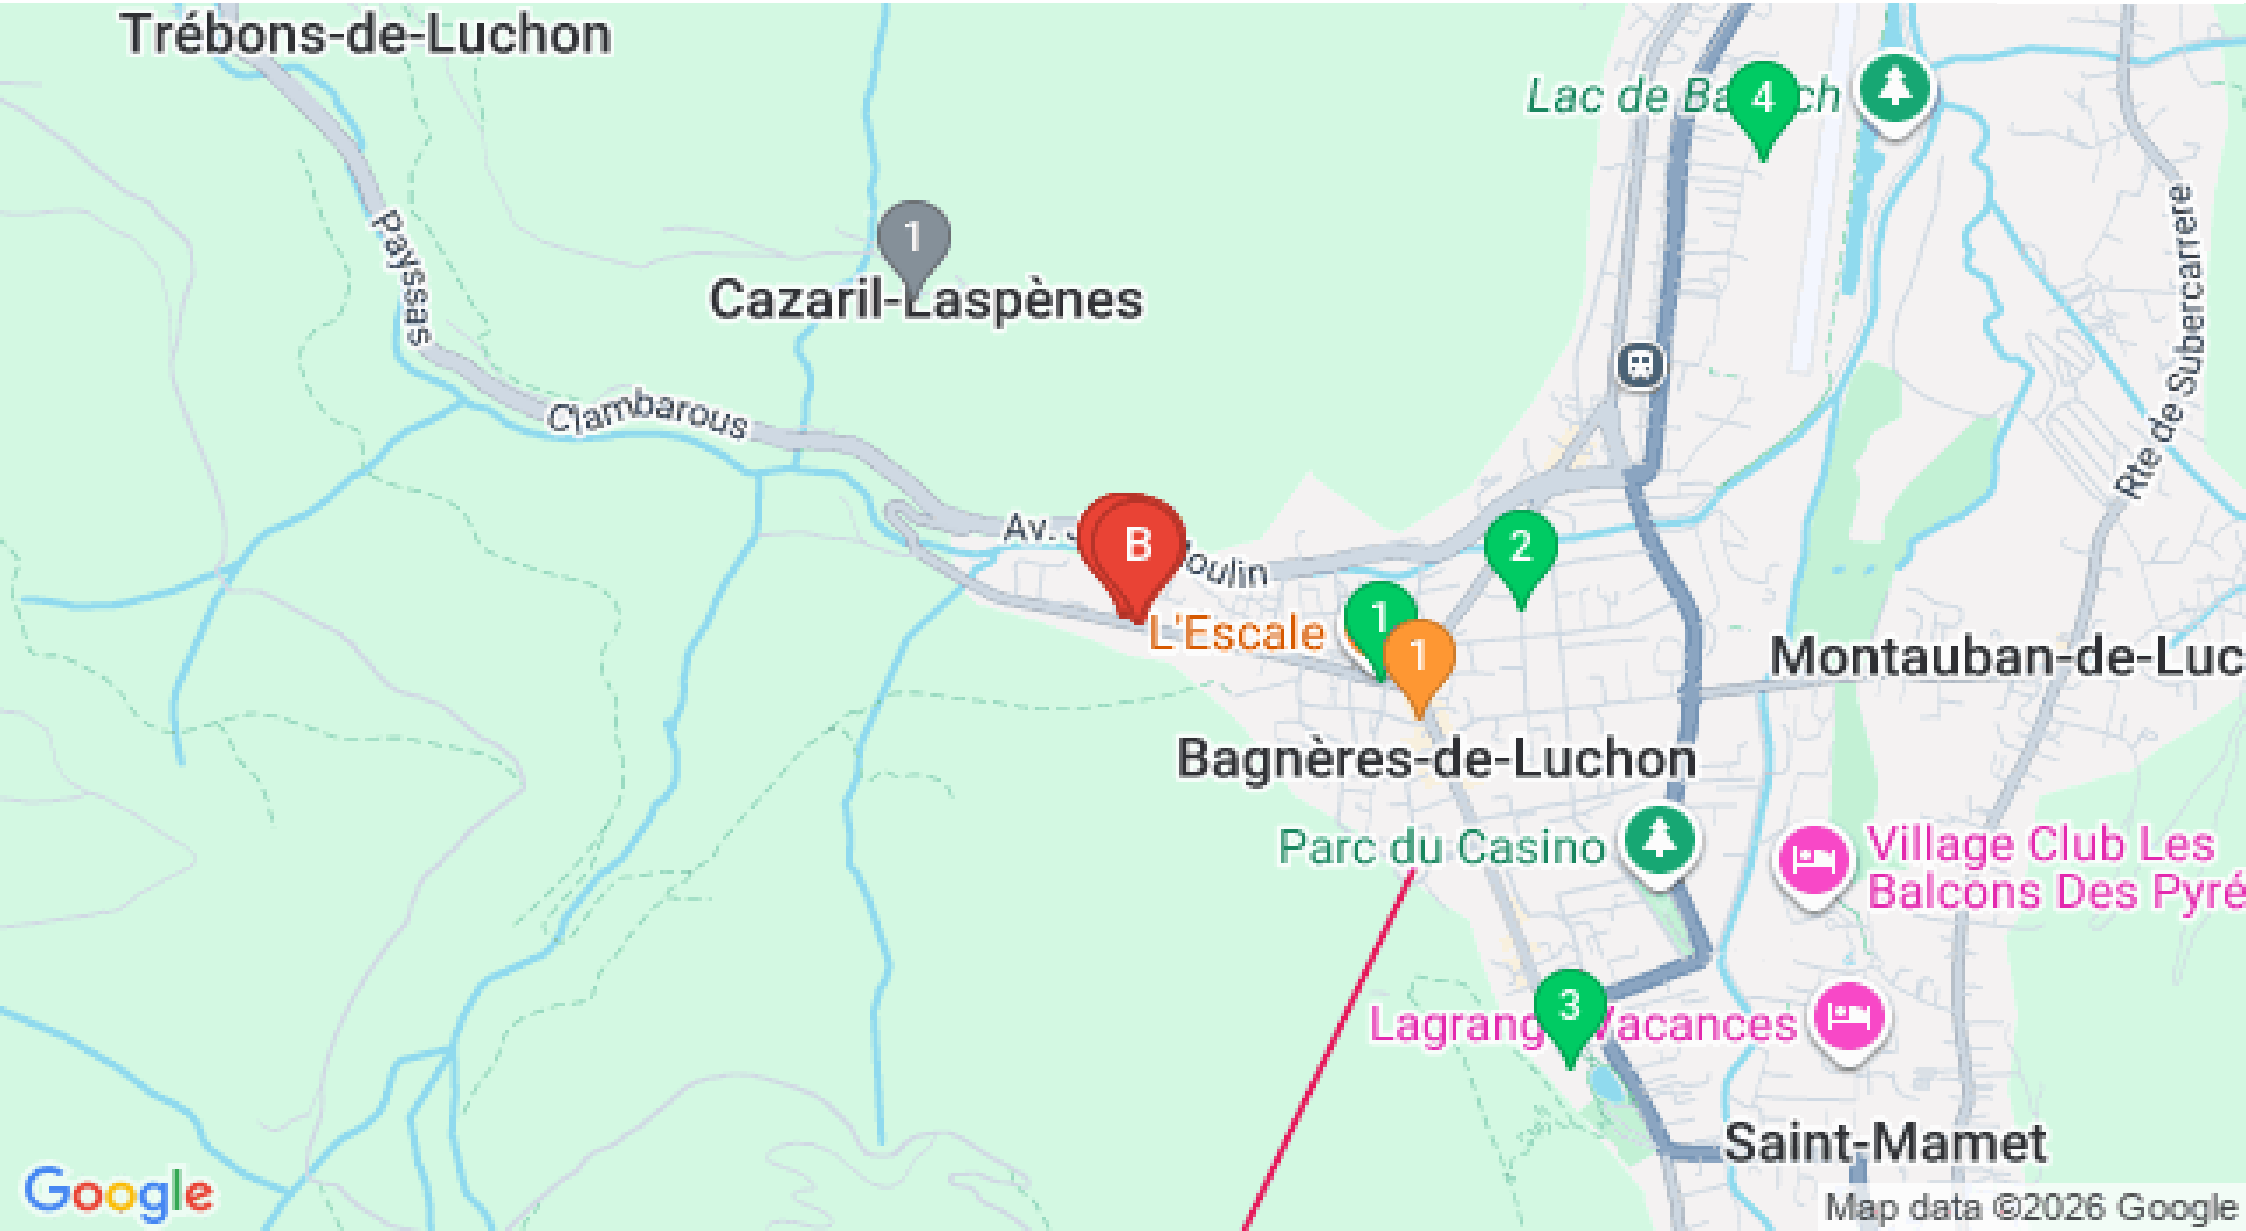 Trébons-de-Luchon
Lac de Ba ch
4
Payssas
1
Cazaril-Laspènes
Rte de Subercarrère
Clambarous
Av. J oulin
B
2
L'Escale
1
1
Montauban-de-Luc
Bagnères-de-Luchon
Parc du Casino
Village Club Les
Balcons Des Pyré
3
Lagrang Vacances
Saint-Mamet
Google
Map data ©2026 Google